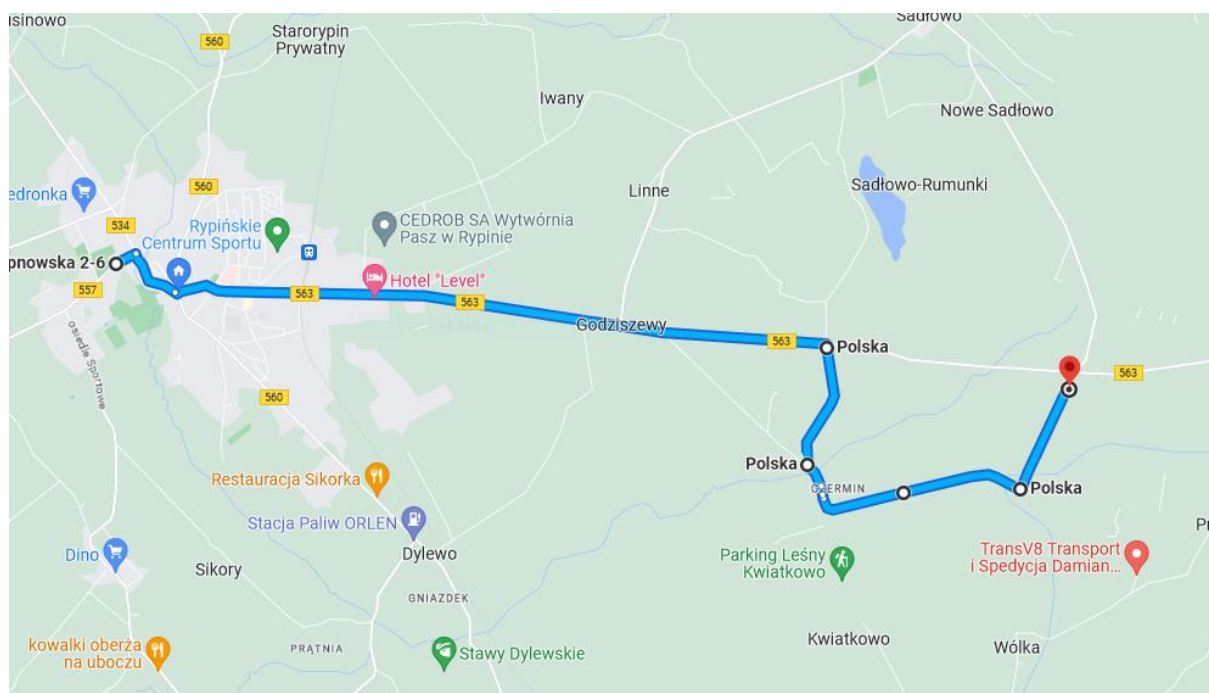 usinowo
560
Starorypin
Prywatny
Sadłowo
Iwany
Nowe Sadłowo
edronka
560
Linne
Sadłowo-Rumunki
534
Rypińskie
Centrum Sportu
CEDROB SA Wytwórnia
Pasz w Rypinie
pnowska 2-6
557
Hotel "Level"
563
563
Godziszewy
563
Polska
563
osiedle Sportowe
560
Polska
CZERMIN
Polska
Restauracja Sikorka
Stacja Paliw ORLEN
Dino
Sikory
Dylewo
Parking Leśny
Kwiatkowo
TransV8 Transport
i Spedycja Damian...
GNIAZDEK
Kwiatkowo
Wólka
kowalki oberża
na uboczu
PRĄTNIA
Stawy Dylewskie